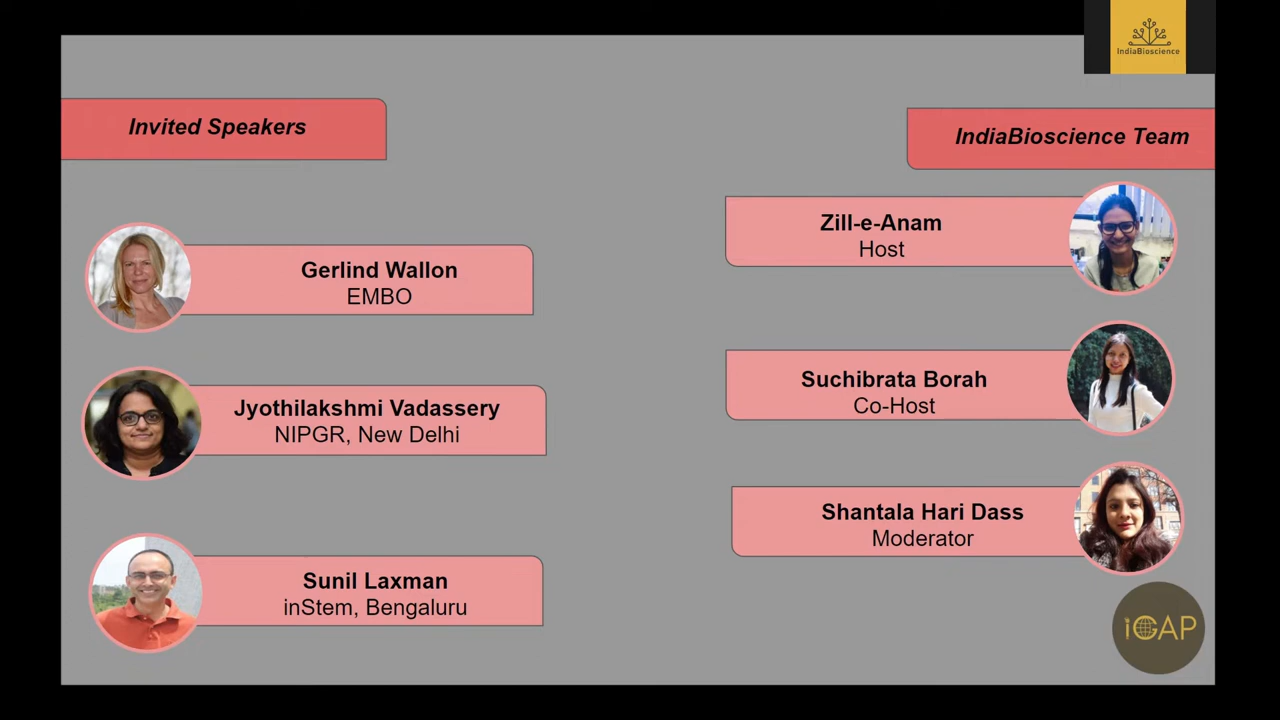 IndiaBioscience
Invited Speakers
Gerlind Wallon
EMBO
Jyothilakshmi Vadassery
NIPGR, New Delhi
Sunil Laxman
inStem, Bengaluru
IndiaBioscience Team
Zill-e-Anam
Host
Suchibrata Borah
Co-Host
Shantala Hari Dass
Moderator
iGAP